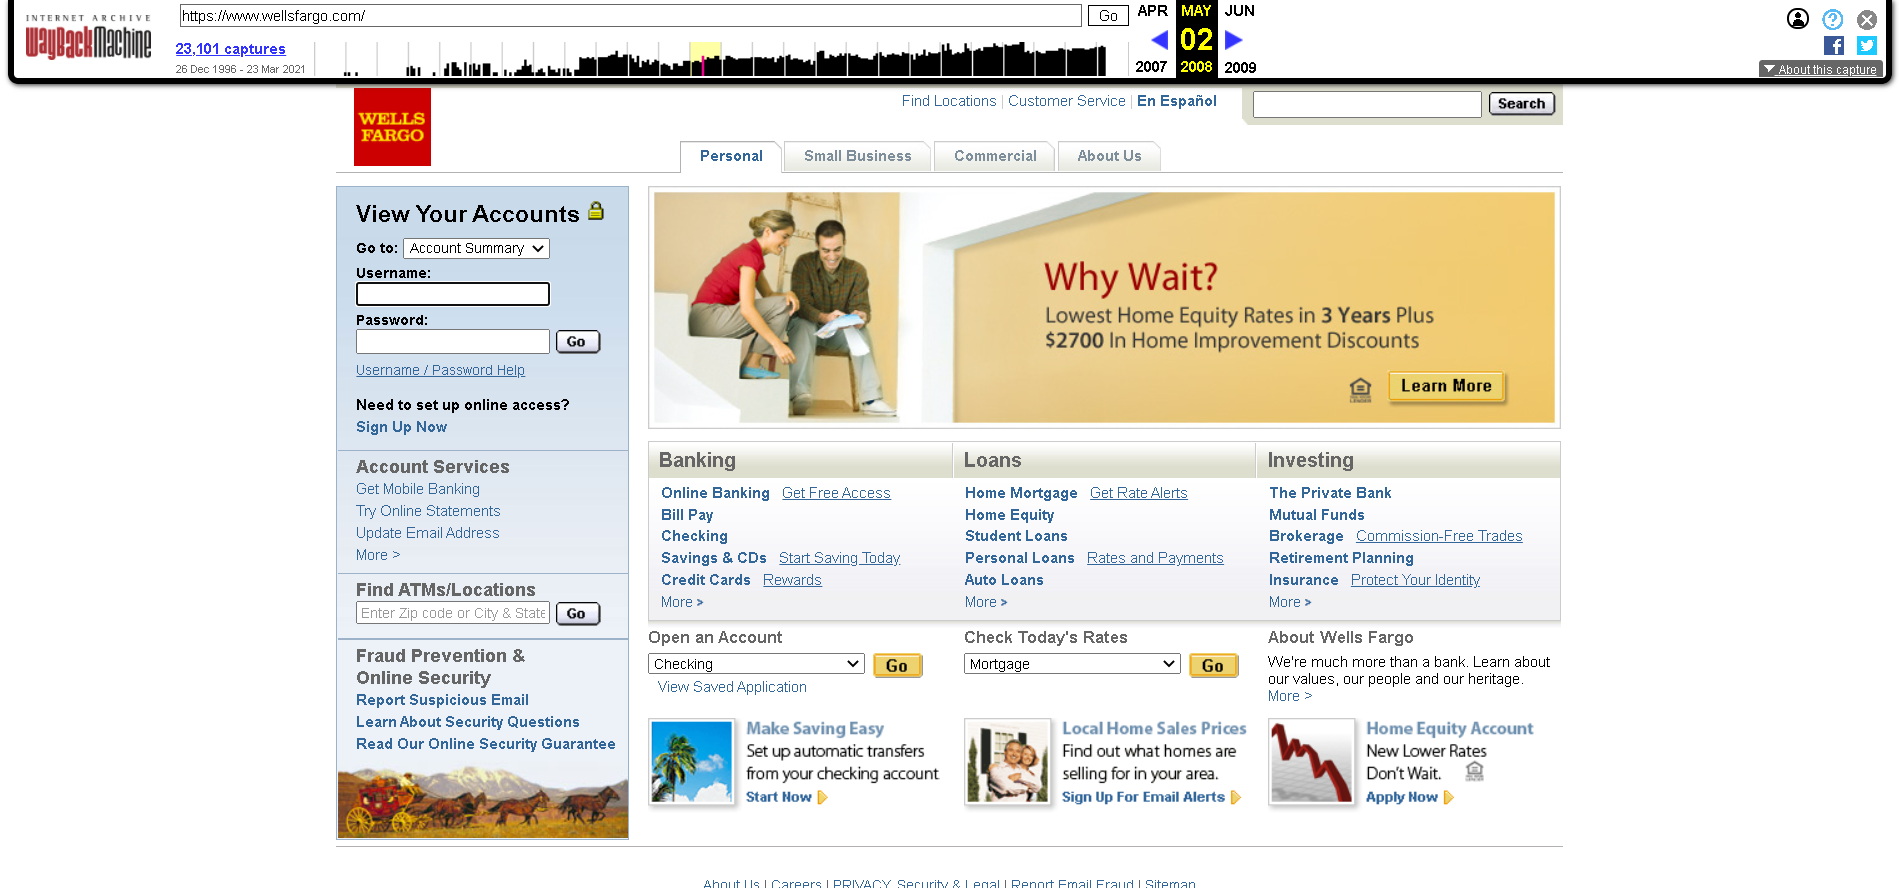 INTERNET ARCHIVE
WayBackMachine
https://www.wellsfargo.com/
Go
23,101 captures
26 Dec 1996 - 23 Mar 2021
APR MAY JUN
02
2007 2008 2009
About this capture
WELLS
FARGO
Find Locations | Customer Service | En Español
Search
Personal
Small Business
Commercial
About Us
View Your Accounts
Go to: Account Summary
Username:
Password:
Go
Username / Password Help
Need to set up online access?
Sign Up Now
Account Services
Get Mobile Banking
Try Online Statements
Update Email Address
More >
Find ATMs/Locations
Enter Zip code or City & State
Go
Fraud Prevention &
Online Security
Report Suspicious Email
Learn About Security Questions
Read Our Online Security Guarantee
Why Wait?
Lowest Home Equity Rates in 3 Years Plus
$2700 In Home Improvement Discounts
Learn More
Banking
Online Banking Get Free Access
Bill Pay
Checking
Savings & CDs Start Saving Today
Credit Cards Rewards
More >
Loans
Home Mortgage Get Rate Alerts
Home Equity
Student Loans
Personal Loans Rates and Payments
Auto Loans
More >
Investing
The Private Bank
Mutual Funds
Brokerage Commission-Free Trades
Retirement Planning
Insurance Protect Your Identity
More >
Open an Account
Checking
Go
View Saved Application
Check Today's Rates
Mortgage
Go
About Wells Fargo
We're much more than a bank. Learn about
our values, our people and our heritage.
More >
Make Saving Easy
Set up automatic transfers
from your checking account
Start Now
Local Home Sales Prices
Find out what homes are
selling for in your area.
Sign Up For Email Alerts
Home Equity Account
New Lower Rates
Don't Wait.
Apply Now
About Us | Careers | PRIVACY, Security & Legal | Report Email Fraud | Sitemap